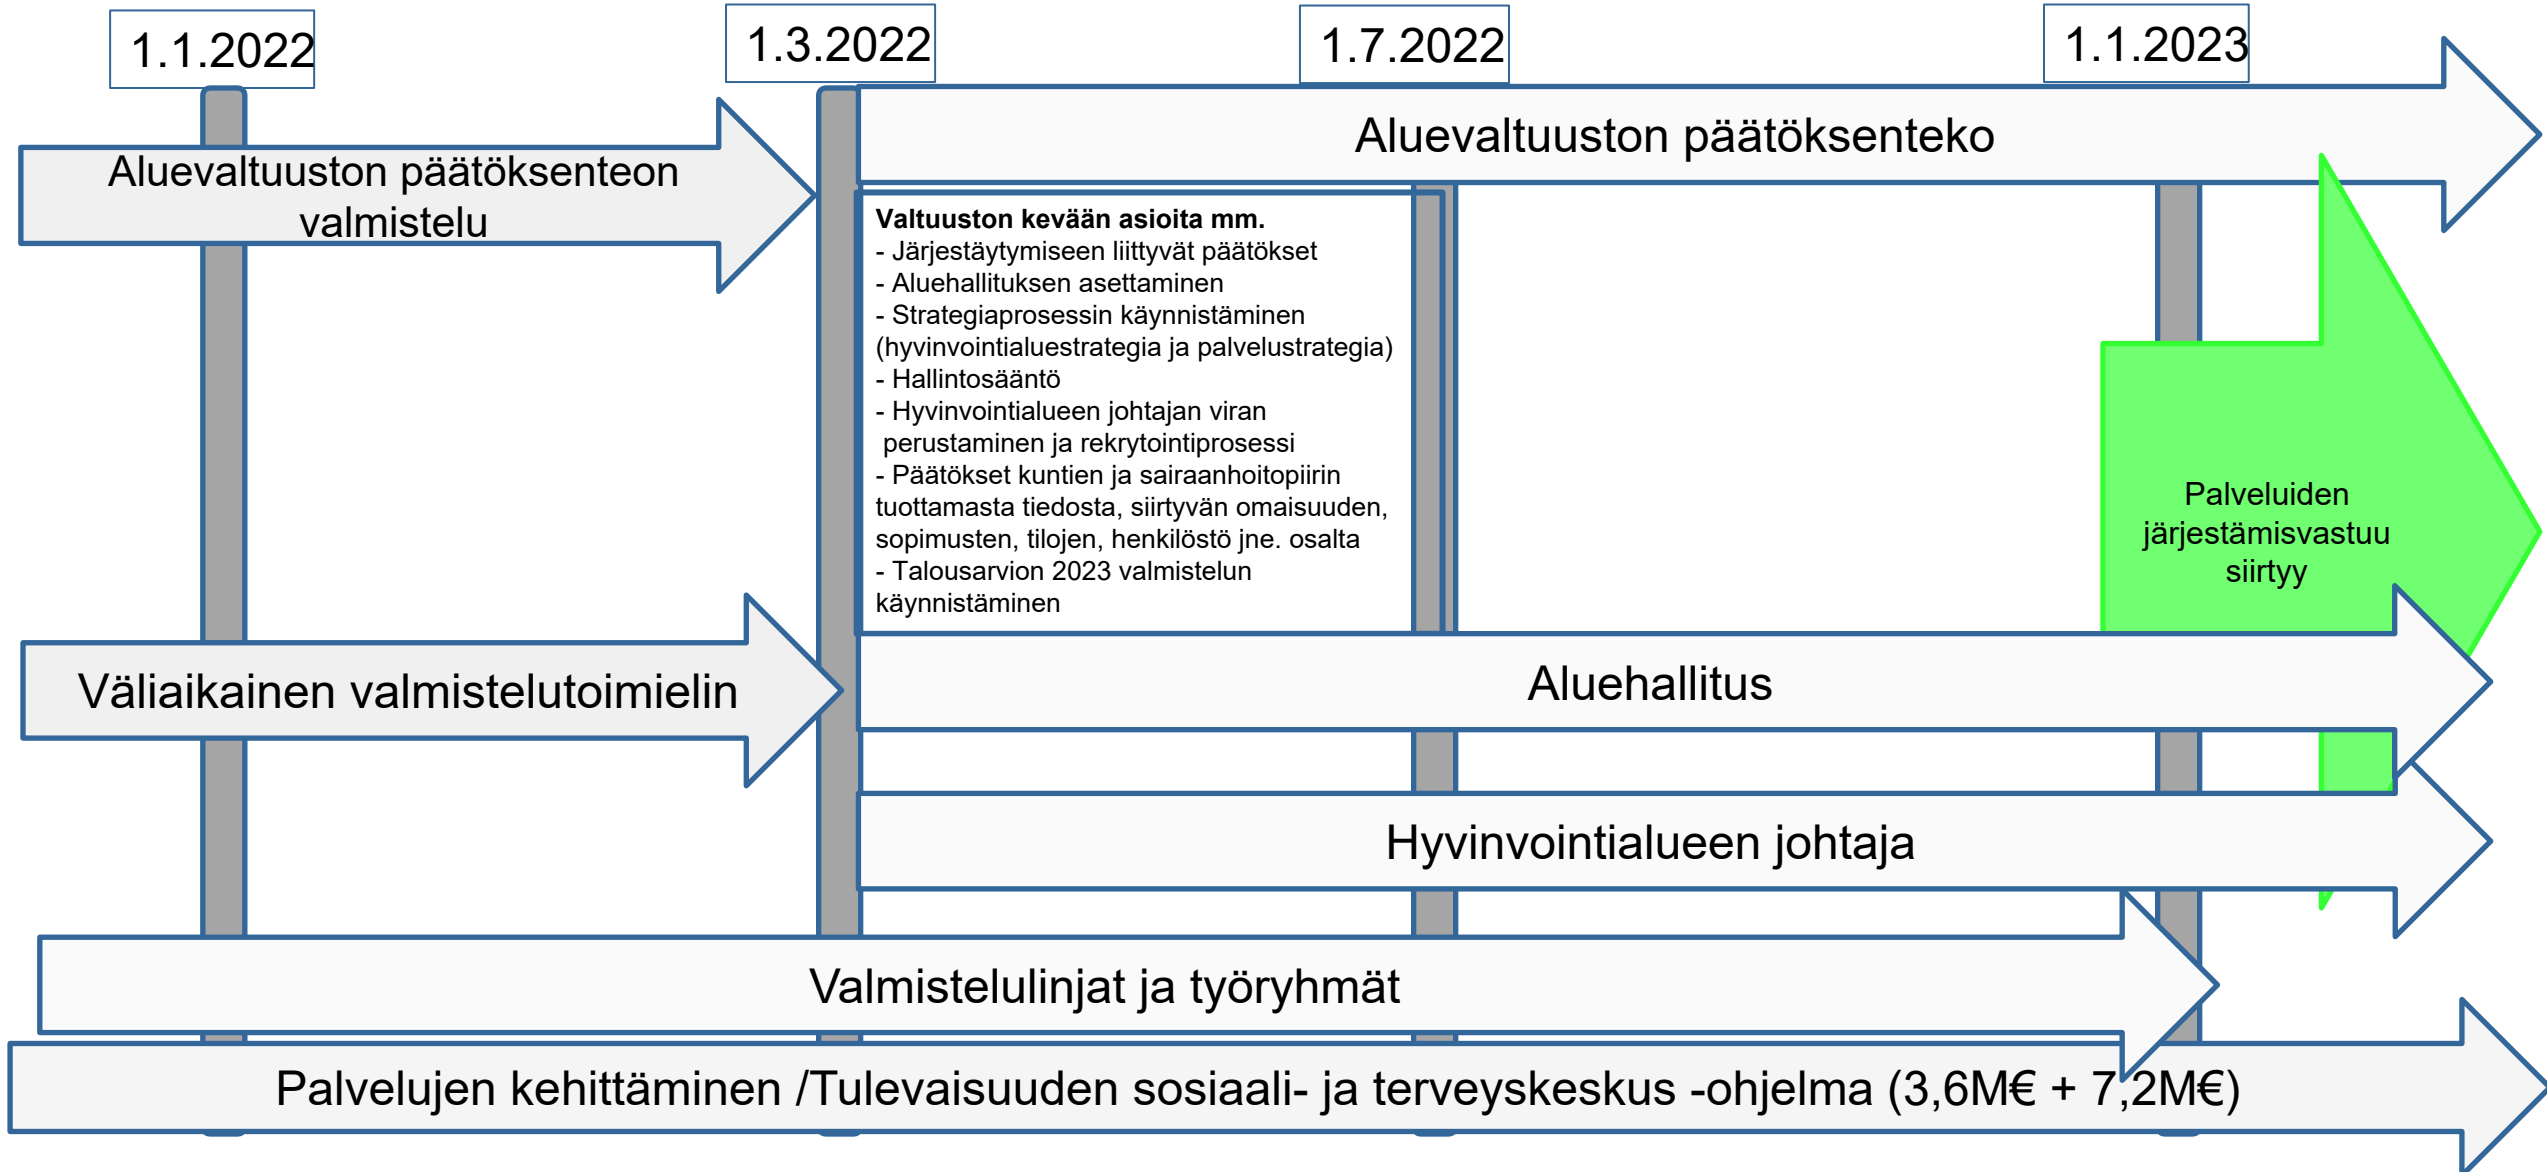 1.1.2022
1.3.2022
1.7.2022
1.1.2023
Aluevaltuuston päätöksenteko
Aluevaltuuston päätöksenteon
valmistelu
Valtuuston kevään asioita mm.
- Järjestäytymiseen liittyvät päätökset
- Aluehallituksen asettaminen
- Strategiaprosessin käynnistäminen
(hyvinvointialuestrategia ja palvelustrategia)
- Hallintosääntö
- Hyvinvointialueen johtajan viran
perustaminen ja rekrytointiprosessi
- Päätökset kuntien ja sairaanhoitopiirin
tuottamasta tiedosta, siirtyvän omaisuuden,
sopimusten, tilojen, henkilöstö jne. osalta
- Talousarvion 2023 valmistelun
käynnistäminen
Palveluiden
järjestämisvastuu
siirtyy
Väliaikainen valmistelutoimielin
Aluehallitus
Hyvinvointialueen johtaja
Valmistelulinjat ja työryhmät
Palvelujen kehittäminen /Tulevaisuuden sosiaali- ja terveyskeskus -ohjelma (3,6M€ + 7,2M€)